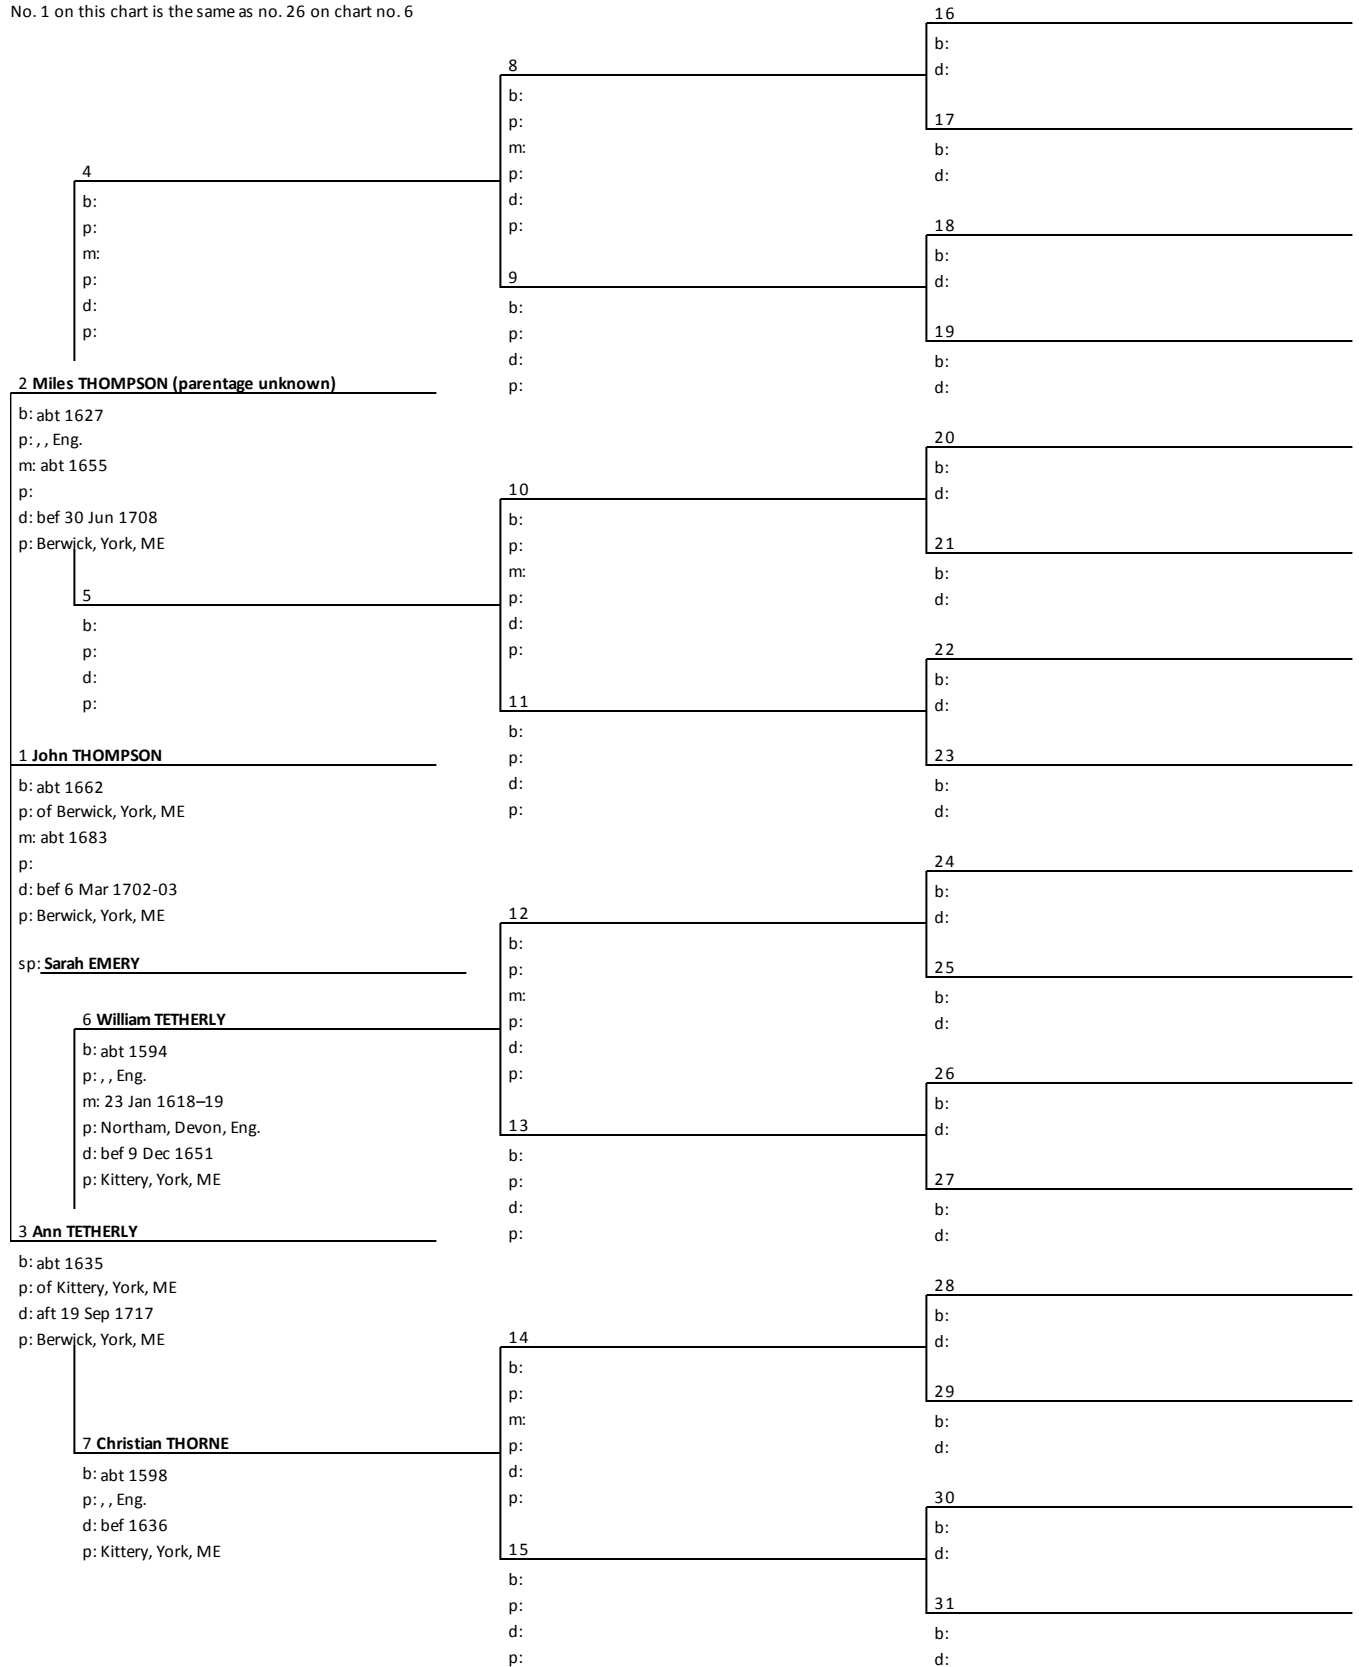 No. 1 on this chart is the same as no. 26 on chart no. 6
16
b:
d:
8
b:
p:
m:
p:
d:
p:
17
b:
d:
4
b:
p:
m:
p:
d:
p:
18
b:
d:
9
b:
p:
d:
p:
19
b:
d:
2 Miles THOMPSON (parentage unknown)
b: abt 1627
p: , , Eng.
m: abt 1655
p:
d: bef 30 Jun 1708
p: Berwick, York, ME
20
b:
d:
10
b:
p:
m:
p:
d:
p:
21
b:
d:
5
b:
p:
d:
p:
22
b:
d:
11
b:
p:
d:
p:
23
b:
d:
1 John THOMPSON
b: abt 1662
p: of Berwick, York, ME
m: abt 1683
p:
d: bef 6 Mar 1702-03
p: Berwick, York, ME
sp: Sarah EMERY
24
b:
d:
12
b:
p:
m:
p:
d:
p:
25
b:
d:
6 William TETHERLY
b: abt 1594
p: , , Eng.
m: 23 Jan 1618–19
p: Northam, Devon, Eng.
d: bef 9 Dec 1651
p: Kittery, York, ME
26
b:
d:
13
b:
p:
d:
p:
27
b:
d:
3 Ann TETHERLY
b: abt 1635
p: of Kittery, York, ME
d: aft 19 Sep 1717
p: Berwick, York, ME
28
b:
d:
14
b:
p:
m:
p:
d:
p:
29
b:
d:
7 Christian THORNE
b: abt 1598
p: , , Eng.
d: bef 1636
p: Kittery, York, ME
30
b:
d:
15
b:
p:
d:
p:
31
b:
d: